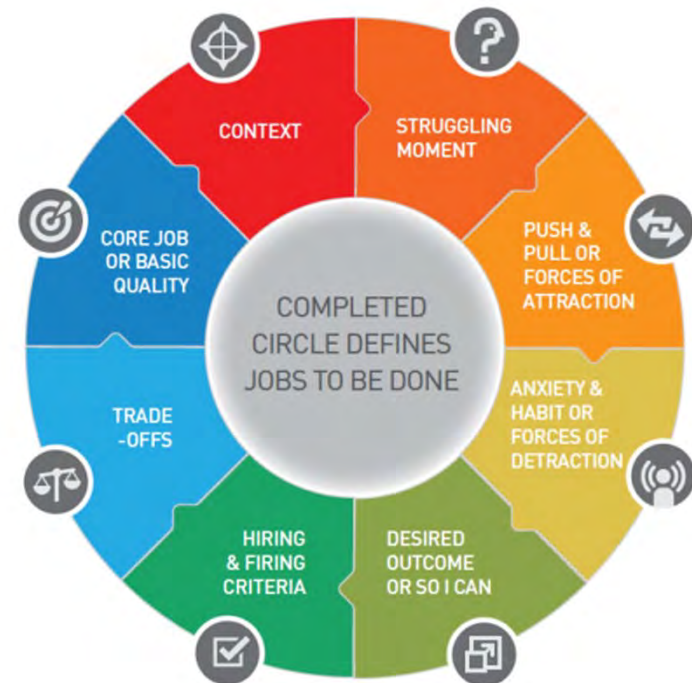 CONTEXT
STRUGGLING
MOMENT
PUSH &
PULL OR
FORCES OF
ATTRACTION
ANXIETY &
HABIT OR
FORCES OF
DETRACTION
DESIRED
OUTCOME
OR SO I CAN
HIRING
& FIRING
CRITERIA
TRADE
-OFFS
CORE JOB
OR BASIC
QUALITY
COMPLETED
CIRCLE DEFINES
JOBS TO BE DONE